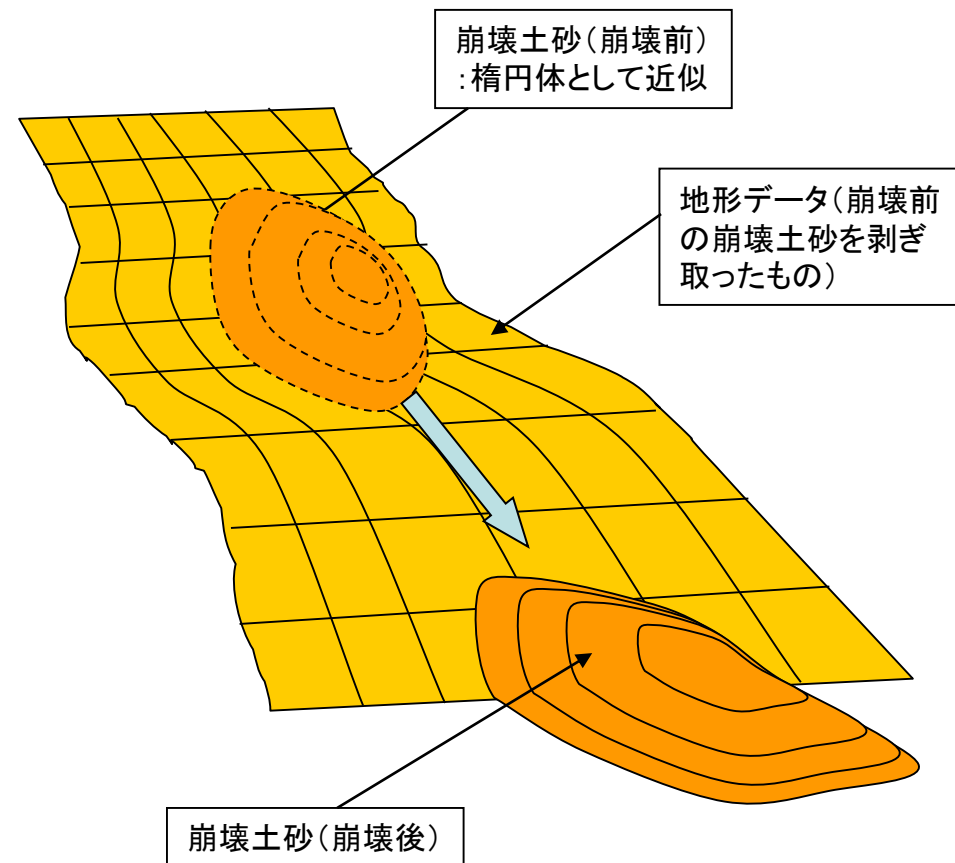 崩壊土砂(崩壊前)
:楕円体として近似
地形データ(崩壊前
の崩壊土砂を剥ぎ
取ったもの)
崩壊土砂(崩壊後)